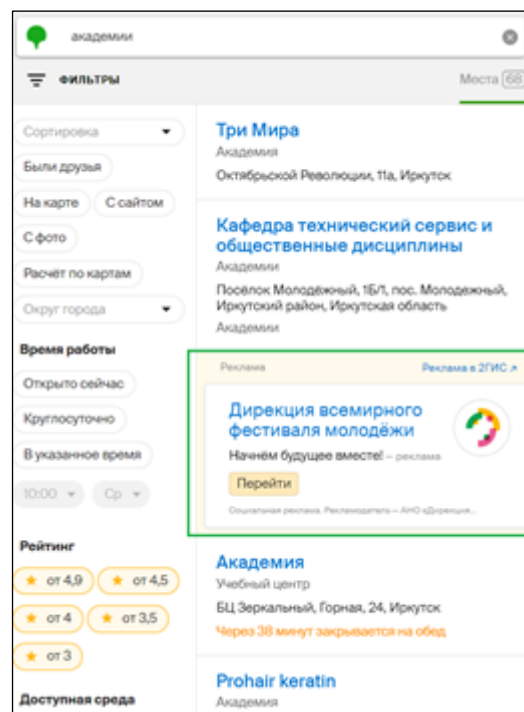 академии
ФИЛЬТРЫ
Места 68
Сортировка
Были друзья
На карте
С сайтом
С фото
Расчёт по картам
Округ города
Время работы
Открыто сейчас
Круглосуточно
В указанное время
10:00
Ср
Рейтинг
от 4,9
от 4,5
от 4
от 3,5
от 3
Доступная среда
Три Мира
Академия
Октябрьской Революции, 11а, Иркутск
Кафедра технический сервис и
общественные дисциплины
Академии
Посёлок Молодёжный, 1Б/1, пос. Молодежный,
Иркутский район, Иркутская область
Академии
Реклама
Реклама в 2ГИС
Дирекция всемирного
фестиваля молодёжи
Начнём будущее вместе! – реклама
Перейти
Социальная реклама. Рекламодатель — АНО «Дирекция...
Академия
Учебный центр
БЦ Зеркальный, Горная, 24, Иркутск
Через 38 минут закрывается на обед
Prohair keratin
Академия